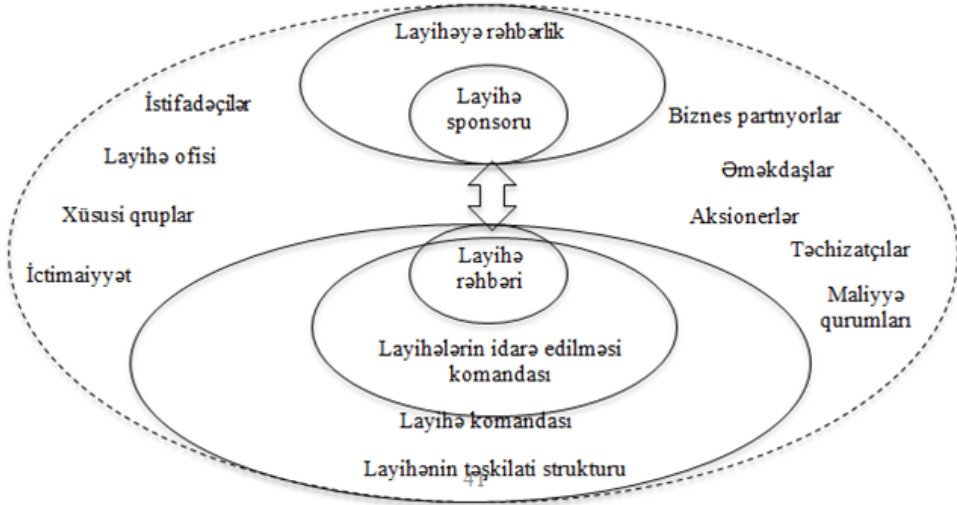 Layihəyə rəhbərlik
Layihə
sponsoru
İstifadəçilər
Layihə ofisi
Xüsusi qruplar
İctimaiyyət
Biznes partnyorlar
Əməkdaşlar
Aksionerlər
Təchizatçılar
Maliyyə
qurumları
Layihə
rəhbəri
Layihələrin idarə edilməsi
komandası
Layihə komandası
Layihənin təşkilati strukturu
41